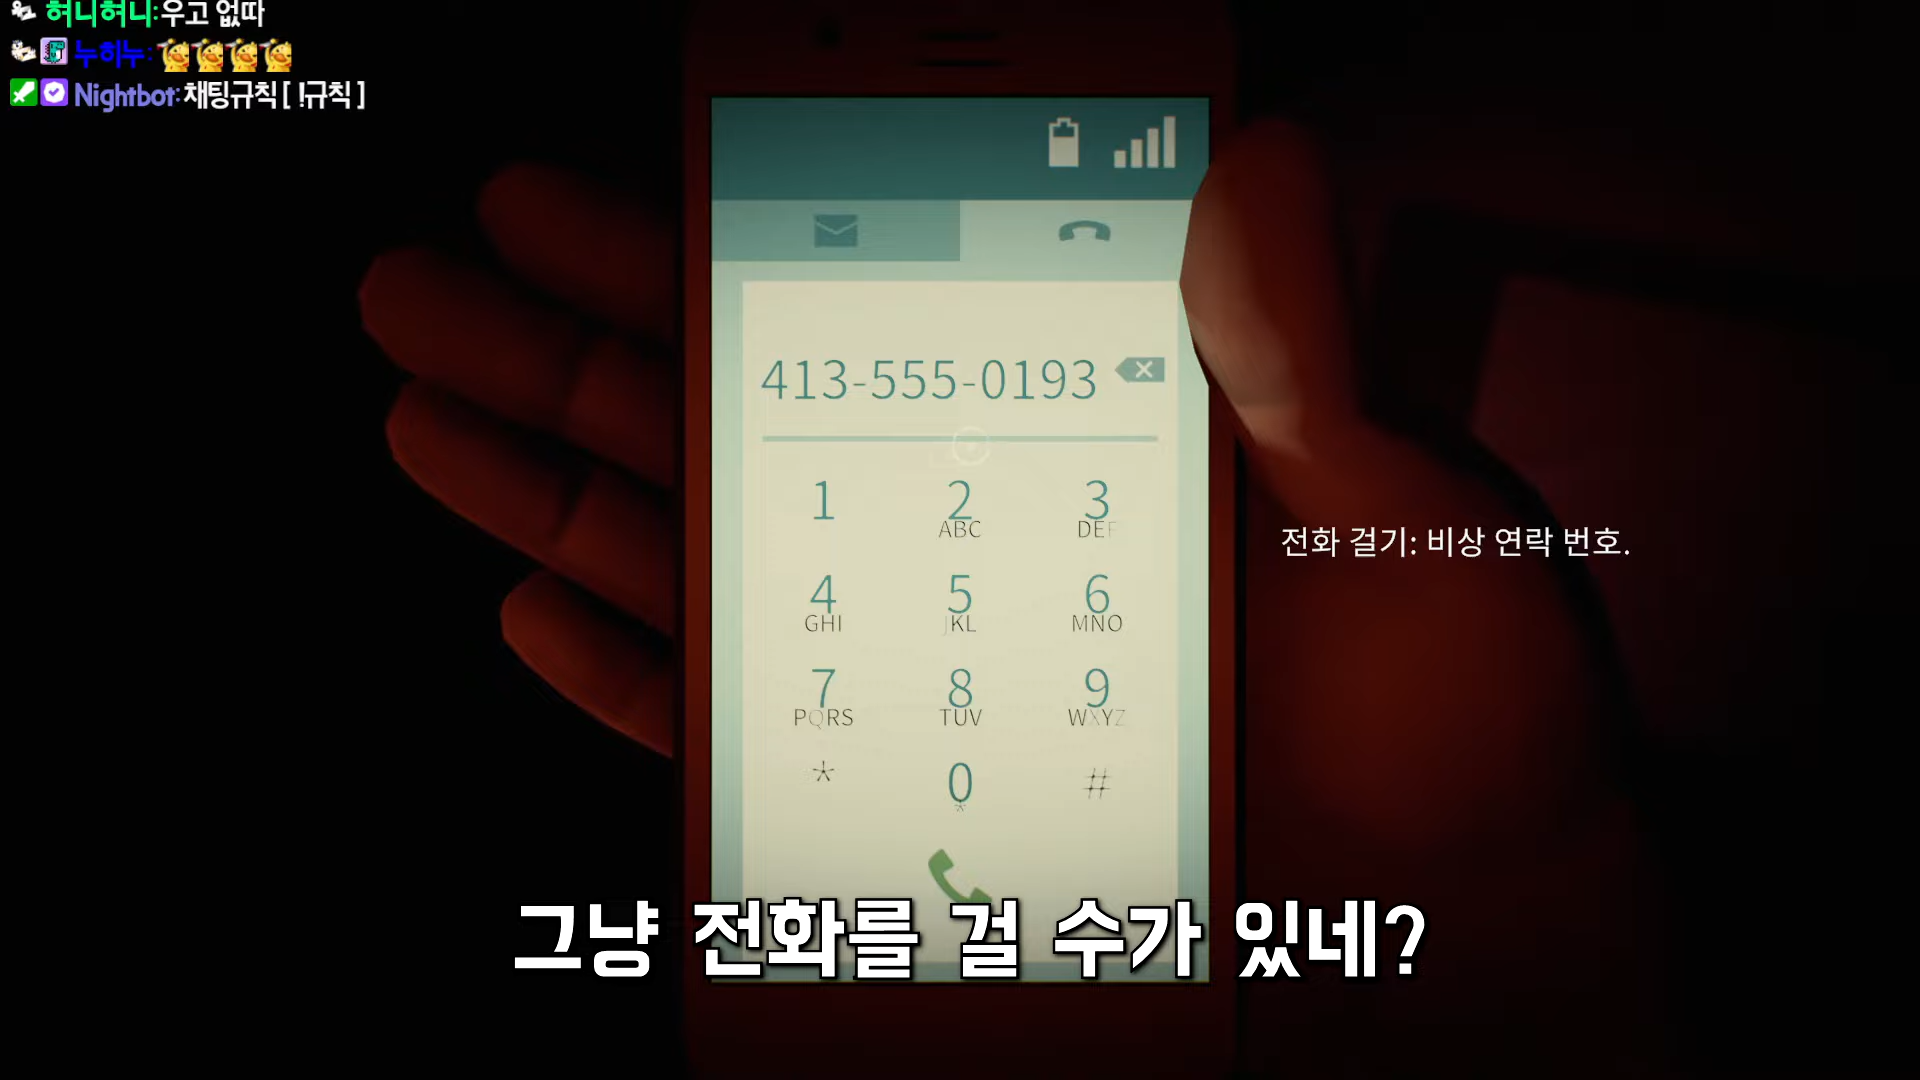 허니허니:우고 없따
누히누:
Nightbot:채팅규칙 [ !규칙 ]
413-555-0193
1 2 3
ABC DEF
4 5 6
GHI JKL MNO
7 8 9
PQRS TUV WXYZ
* 0 #
전화 걸기: 비상 연락 번호.
그냥 전화를 걸 수가 있네?